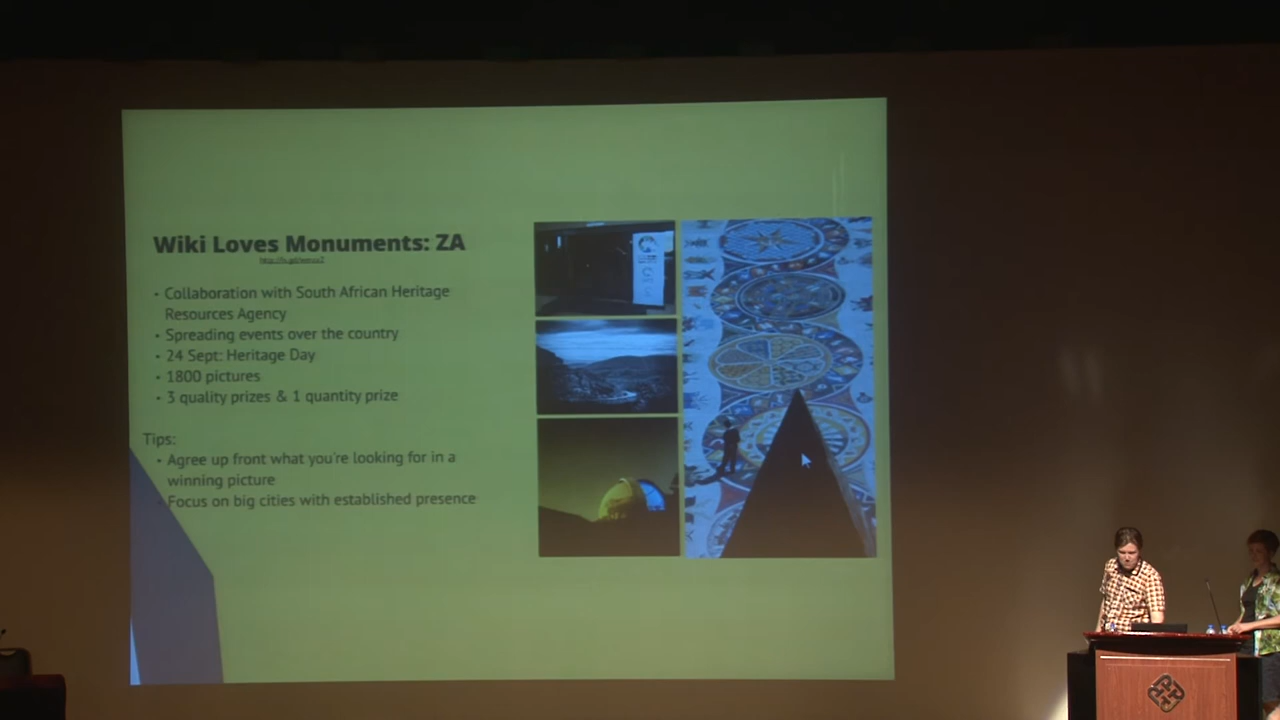 Wiki Loves Monuments: ZA
• Collaboration with South African Heritage
Resources Agency
• Spreading events over the country
• 24 Sept: Heritage Day
• 1800 pictures
• 3 quality prizes & 1 quantity prize
Tips:
• Agree up front what you're looking for in a
winning picture
• Focus on big cities with established presence